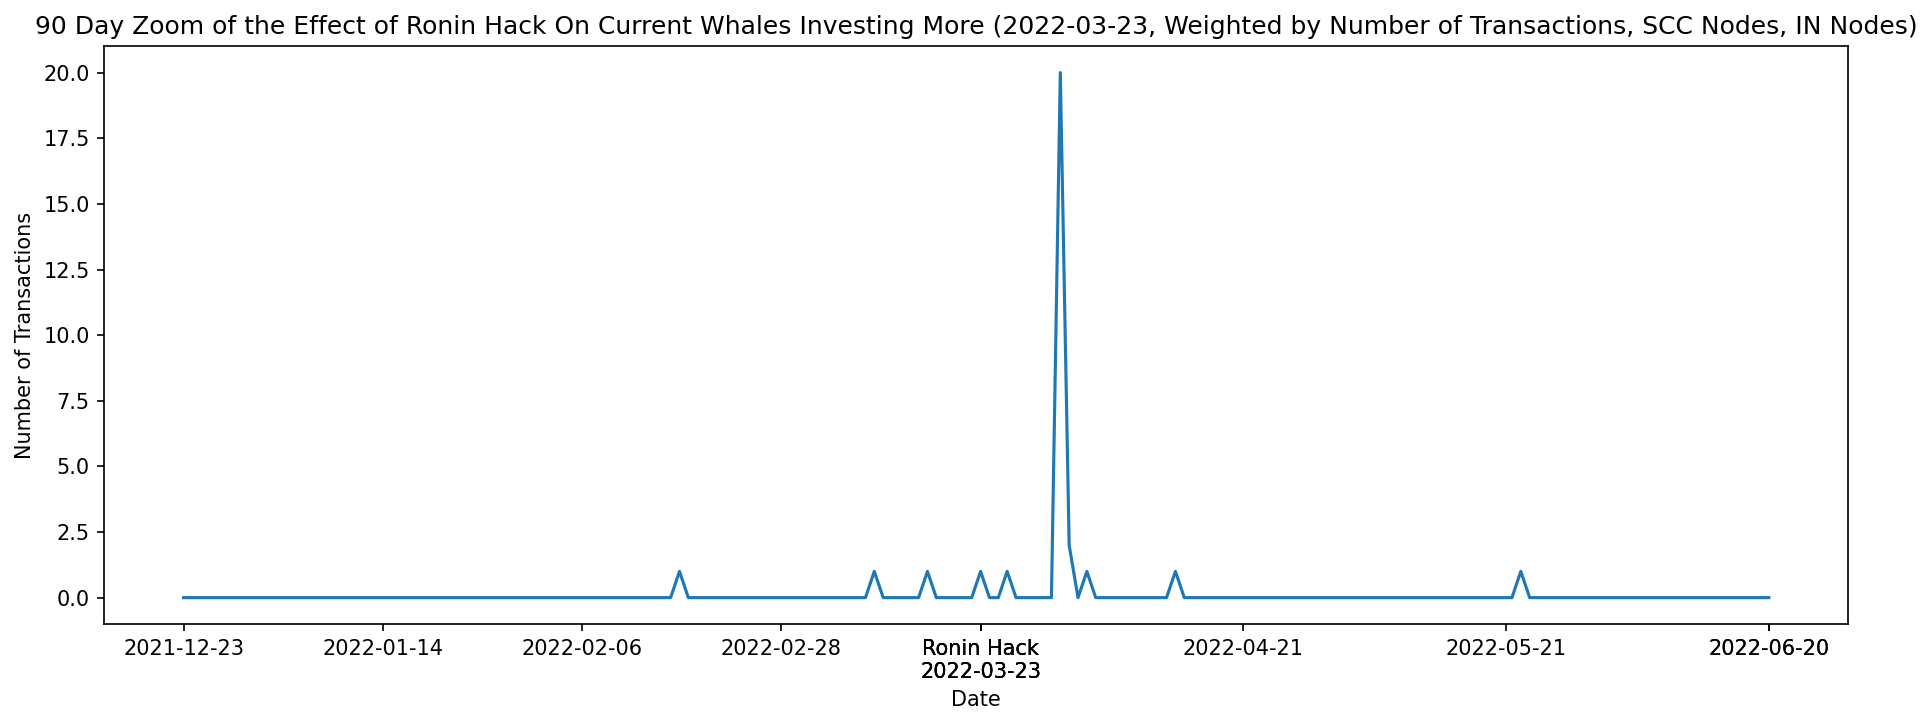 90 Day Zoom of the Effect of Ronin Hack On Current Whales Investing More (2022-03-23, Weighted by Number of Transactions, SCC Nodes, IN Nodes)
20.0
17.5
15.0
12.5
10.0
7.5
5.0
2.5
0.0
Number of Transactions
2021-12-23 2022-01-14 2022-02-06 2022-02-28 Ronin Hack 2022-04-21 2022-05-21 2022-06-20
2022-03-23
Date